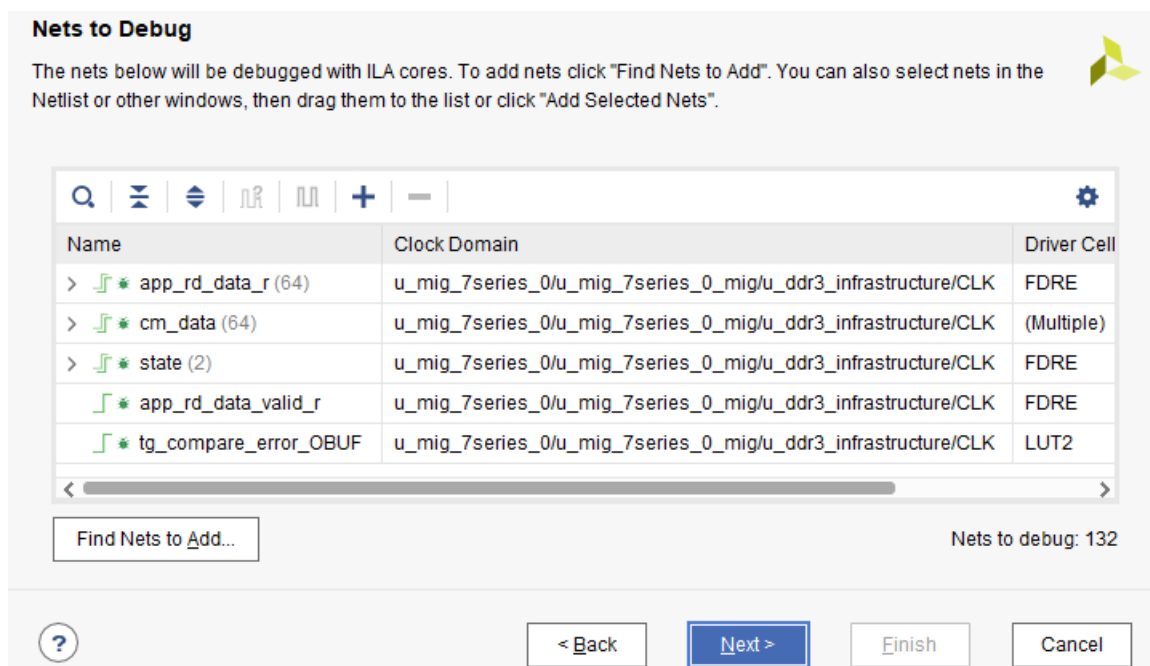 Nets to Debug
The nets below will be debugged with ILA cores. To add nets click "Find Nets to Add". You can also select nets in the
Netlist or other windows, then drag them to the list or click "Add Selected Nets".
Name Clock Domain Driver Cell
app_rd_data_r (64) u_mig_7series_0/u_mig_7series_0_mig/u_ddr3_infrastructure/CLK FDRE
cm_data (64) u_mig_7series_0/u_mig_7series_0_mig/u_ddr3_infrastructure/CLK (Multiple)
state (2) u_mig_7series_0/u_mig_7series_0_mig/u_ddr3_infrastructure/CLK FDRE
app_rd_data_valid_r u_mig_7series_0/u_mig_7series_0_mig/u_ddr3_infrastructure/CLK FDRE
tg_compare_error_OBUF u_mig_7series_0/u_mig_7series_0_mig/u_ddr3_infrastructure/CLK LUT2
Find Nets to Add... Nets to debug: 132
? < Back Next > Finish Cancel